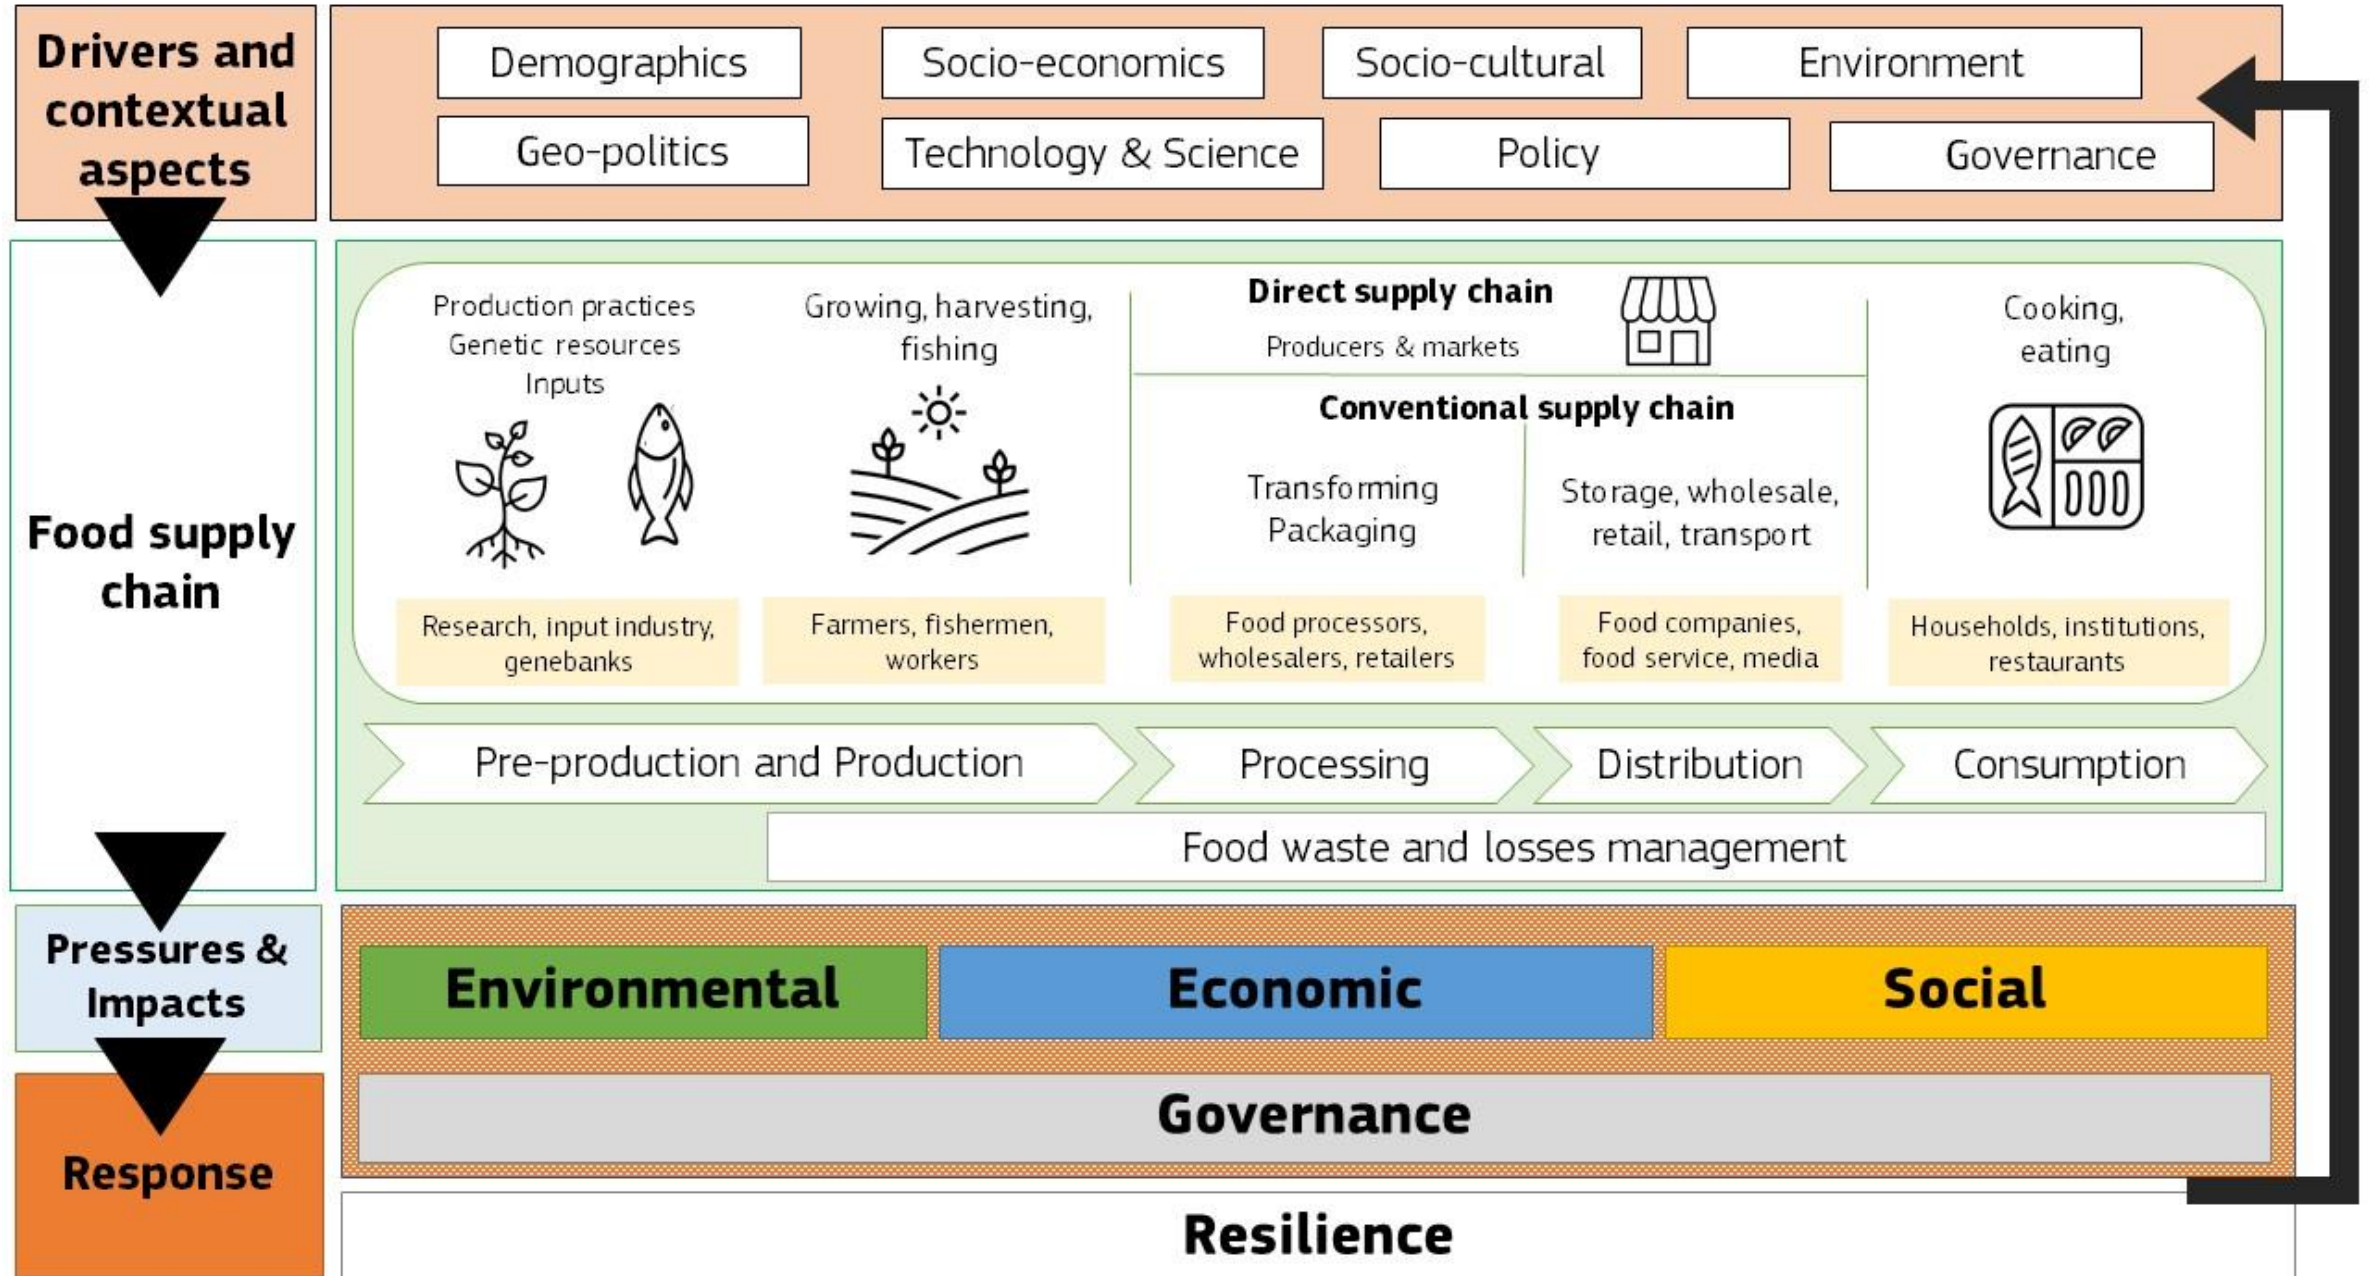 Drivers and
contextual
aspects
Demographics
Socio-economics
Socio-cultural
Environment
Geo-politics
Technology & Science
Policy
Governance
Food supply
chain
Production practices
Genetic resources
Inputs
Growing, harvesting,
fishing
Direct supply chain
Producers & markets
Conventional supply chain
Transforming
Packaging
Storage, wholesale,
retail, transport
Cooking,
eating
Research, input industry,
genebanks
Farmers, fishermen,
workers
Food processors,
wholesalers, retailers
Food companies,
food service, media
Households, institutions,
restaurants
Pre-production and Production
Processing
Distribution
Consumption
Food waste and losses management
Pressures &
Impacts
Environmental
Economic
Social
Response
Governance
Resilience